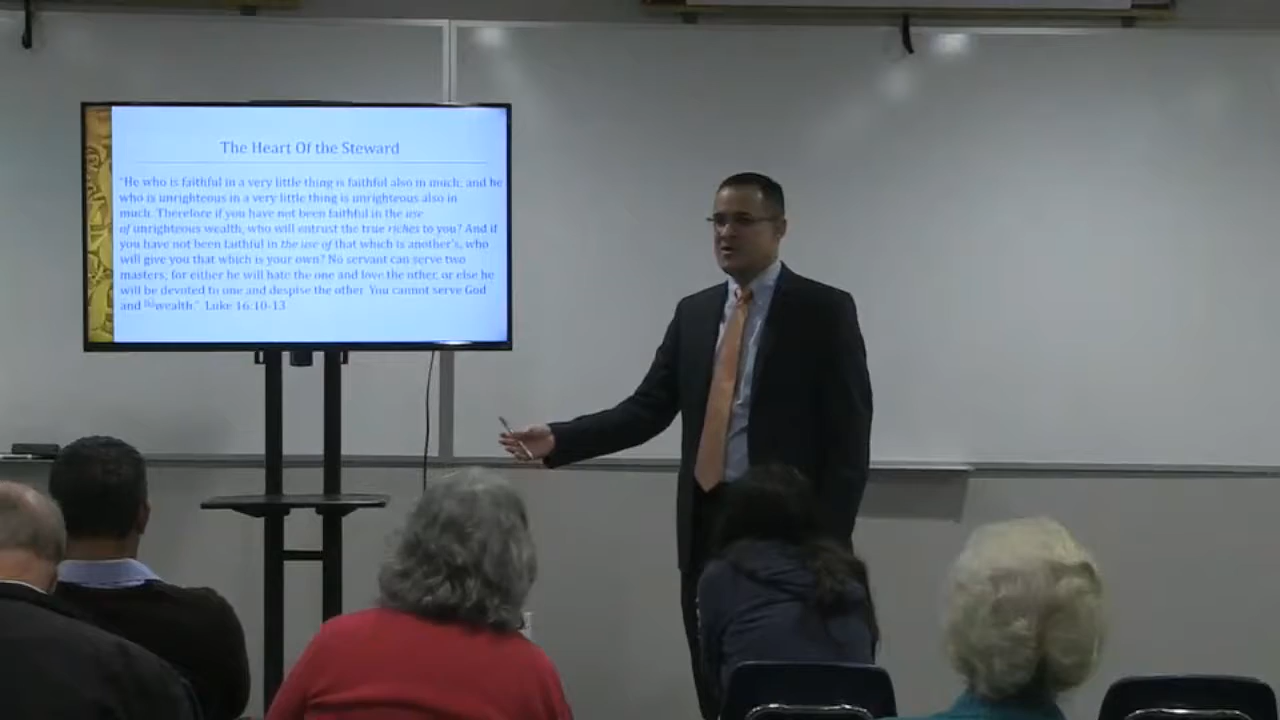 The Heart Of the Steward
"He who is faithful in a very little thing is faithful also in much; and he
who is unrighteous in a very little thing is unrighteous also in
much. Therefore if you have not been faithful in the use
of unrighteous wealth, who will entrust the true riches to you? And if
you have not been faithful in the use of that which is another's, who
will give you that which is your own? No servant can serve two
masters; for either he will hate the one and love the other, or else he
will be devoted to one and despise the other. You cannot serve God
and [b]wealth.". Luke 16:10-13